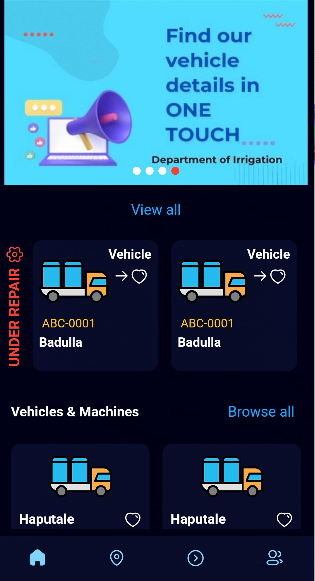 Find our
vehicle
details in
ONE
TOUCH
Department of Irrigation
View all
UNDER REPAIR
Vehicle
ABC-0001
Badulla
Vehicle
ABC-0001
Badulla
Vehicles & Machines
Browse all
Haputale
Haputale